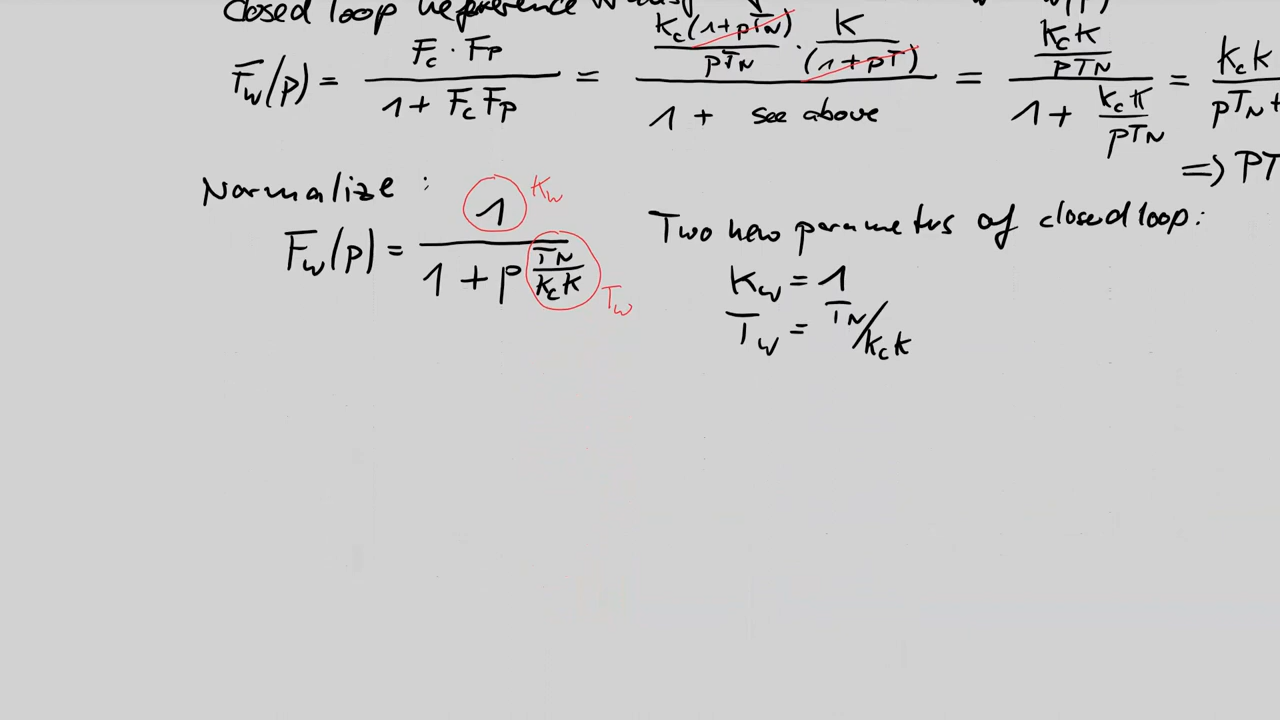 closed loop Reference
F_w(p) = (F_c · F_p)/(1 + F_c F_p) = (K_c(1+pT_N)/(pT_N) · K/(1+pT))/(1 + see above) = (K_c K/(pT_N))/(1 + K_c K/(pT_N)) = K_c K/(pT_N +
=> PT
Normalize :
F_w(p) = 1/(1 + p T_N/(K_c K))
K_w
T_w
Two new parameters of closed loop:
K_w = 1
T_w = T_N/K_c K